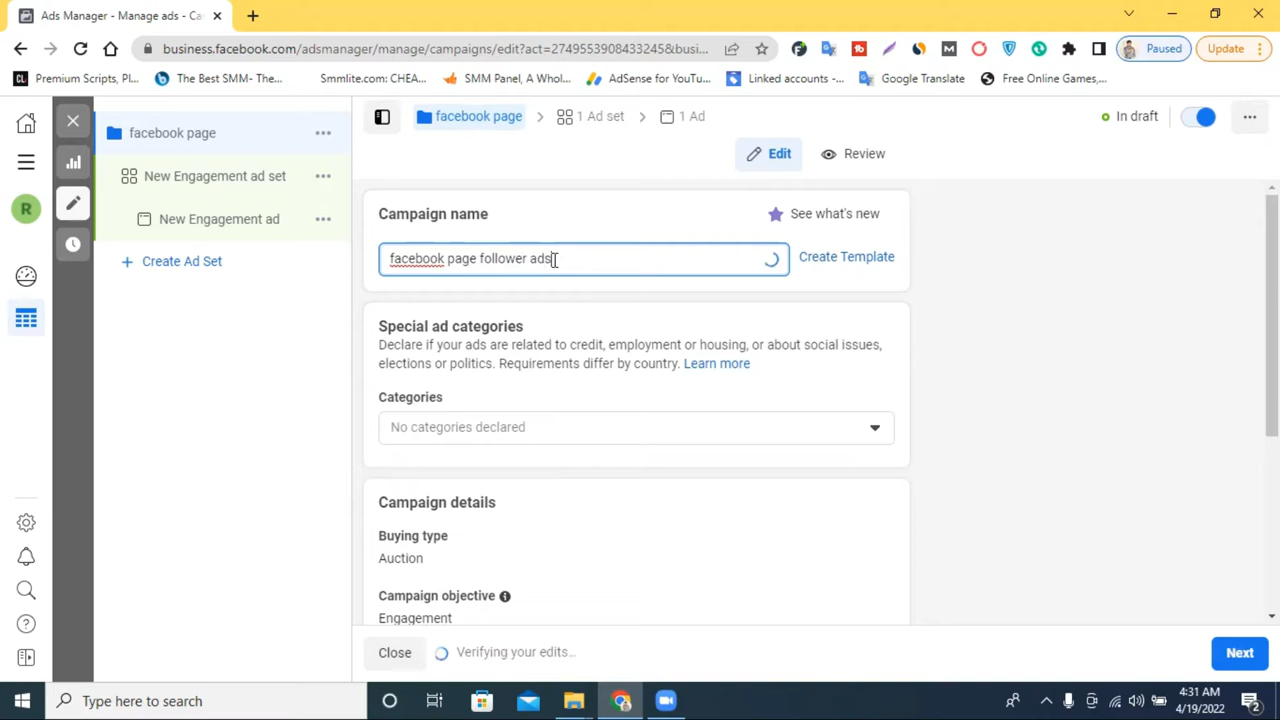 Ads Manager - Manage ads - Ca
business.facebook.com/adsmanager/manage/campaigns/edit?act=2749553908433245&busi...
Paused
Update
Premium Scripts, Pl...
The Best SMM- The...
Smmlite.com: CHEA...
SMM Panel, A Whol...
AdSense for YouTu...
Linked accounts -...
Google Translate
Free Online Games,...
facebook page
New Engagement ad set
New Engagement ad
Create Ad Set
R
facebook page
1 Ad set
1 Ad
In draft
Edit
Review
Campaign name
See what's new
facebook page follower ads
Create Template
Special ad categories
Declare if your ads are related to credit, employment or housing, or about social issues,
elections or politics. Requirements differ by country. Learn more
Categories
No categories declared
Campaign details
Buying type
Auction
Campaign objective
Engagement
Close
Verifying your edits...
Next
Type here to search
4:31 AM
4/19/2022
2